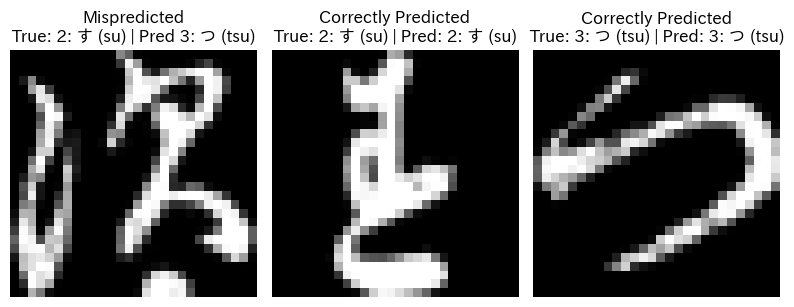 Mispredicted
True: 2: す (su) | Pred 3: つ (tsu)
Correctly Predicted
True: 2: す (su) | Pred: 2: す (su)
Correctly Predicted
True: 3: つ (tsu) | Pred: 3: つ (tsu)
つ